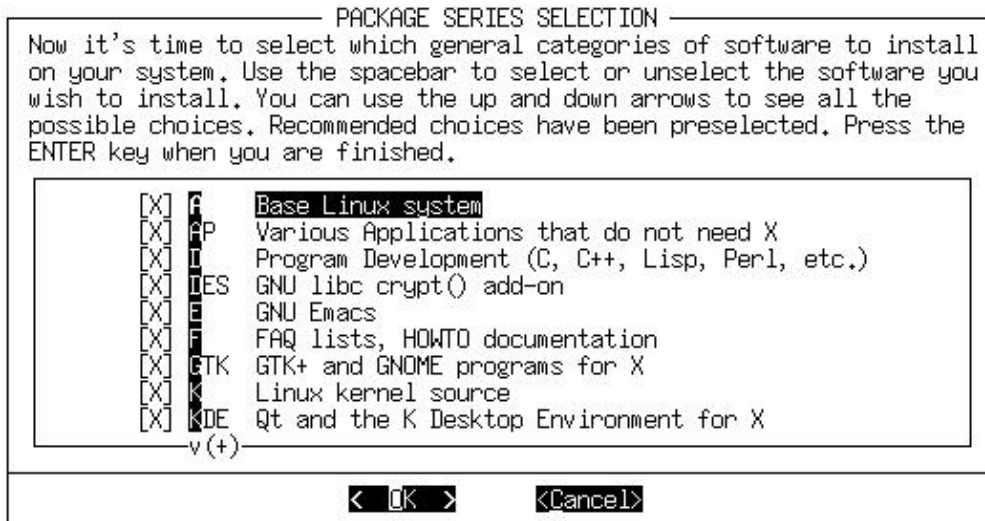 PACKAGE SERIES SELECTION
Now it's time to select which general categories of software to install
on your system. Use the spacebar to select or unselect the software you
wish to install. You can use the up and down arrows to see all the
possible choices. Recommended choices have been preselected. Press the
ENTER key when you are finished.
[X] A Base Linux system
[X] AP Various Applications that do not need X
[X] D Program Development (C, C++, Lisp, Perl, etc.)
[X] DES GNU libc crypt() add-on
[X] E GNU Emacs
[X] F FAQ lists, HOWTO documentation
[X] GTK GTK+ and GNOME programs for X
[X] K Linux kernel source
[X] KDE Qt and the K Desktop Environment for X
v(+)
< OK > <Cancel>